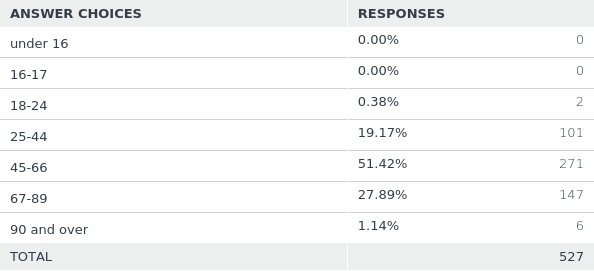 ANSWER CHOICES RESPONSES
under 16 0.00% 0
16-17 0.00% 0
18-24 0.38% 2
25-44 19.17% 101
45-66 51.42% 271
67-89 27.89% 147
90 and over 1.14% 6
TOTAL 527